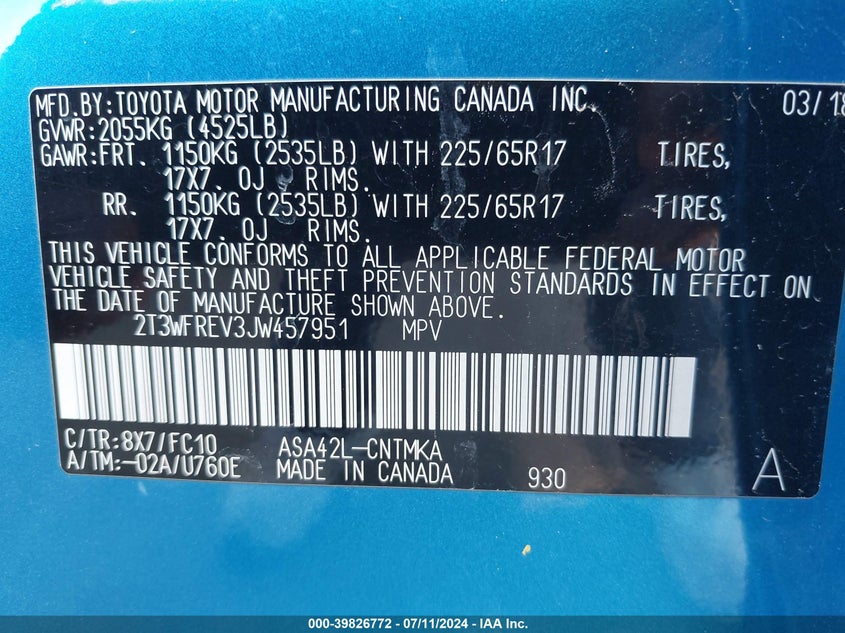 MFD.BY:TOYOTA MOTOR MANUFACTURING CANADA INC. 03/18
GVWR:2055KG (4525LB)
GAWR:FRT. 1150KG (2535LB) WITH 225/65R17 TIRES,
17X7. 0J RIMS.
RR. 1150KG (2535LB) WITH 225/65R17 TIRES,
17X7. 0J RIMS.
THIS VEHICLE CONFORMS TO ALL APPLICABLE FEDERAL MOTOR
VEHICLE SAFETY AND THEFT PREVENTION STANDARDS IN EFFECT ON
THE DATE OF MANUFACTURE SHOWN ABOVE.
2T3WFREV3JW457951 MPV
C/TR:8X7/FC10 ASA42L-CNTMKA
A/TM:-02A/U760E MADE IN CANADA 930 A
000-39826772 - 07/11/2024 - IAA Inc.